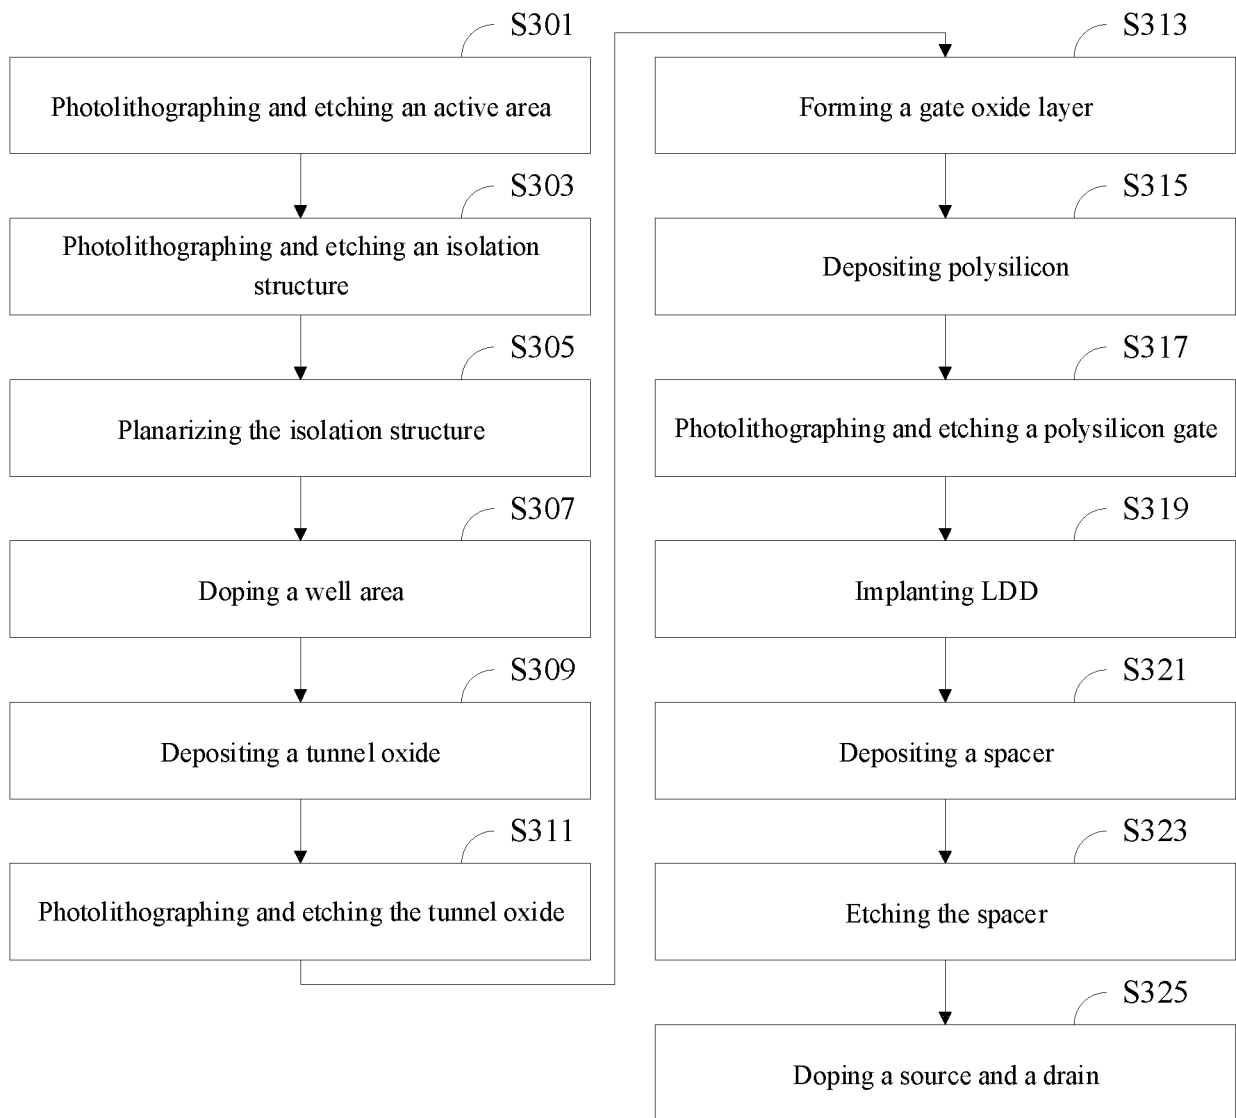 S301
Photolithographing and etching an active area
S303
Photolithographing and etching an isolation
structure
S305
Planarizing the isolation structure
S307
Doping a well area
S309
Depositing a tunnel oxide
S311
Photolithographing and etching the tunnel oxide
S313
Forming a gate oxide layer
S315
Depositing polysilicon
S317
Photolithographing and etching a polysilicon gate
S319
Implanting LDD
S321
Depositing a spacer
S323
Etching the spacer
S325
Doping a source and a drain